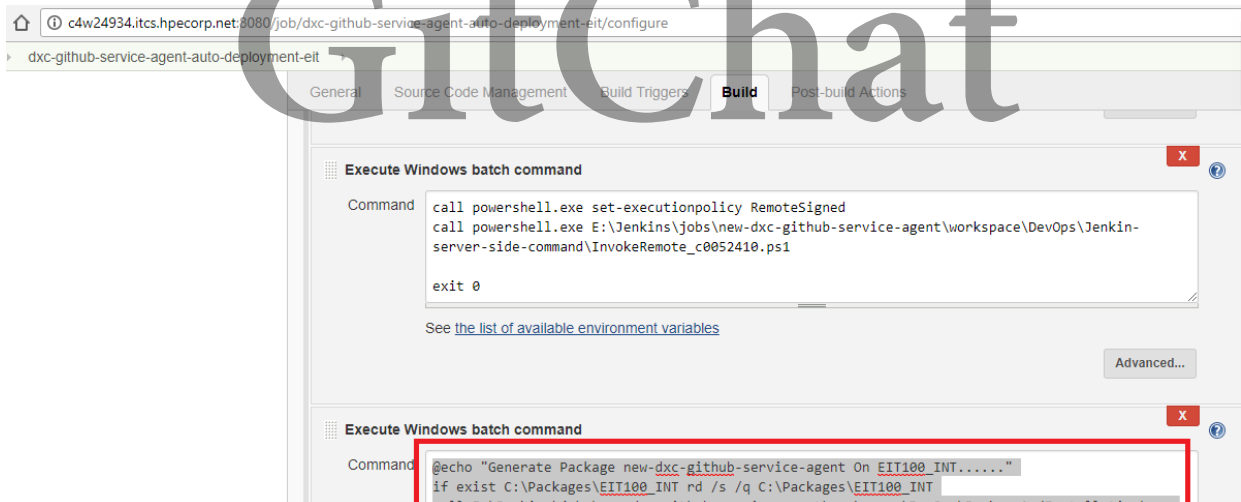 c4w24934.itcs.hpecorp.net:8080/job/dxc-github-service-agent-auto-deployment-eit/configure
dxc-github-service-agent-auto-deployment-eit
GitChat
General Source Code Management Build Triggers Build Post-build Actions
X
Execute Windows batch command
Command
call powershell.exe set-executionpolicy RemoteSigned
call powershell.exe E:\Jenkins\jobs\new-dxc-github-service-agent\workspace\DevOps\Jenkin-
server-side-command\InvokeRemote_c0052410.ps1
exit 0
See the list of available environment variables
Advanced...
X
Execute Windows batch command
Command
@echo "Generate Package new-dxc-github-service-agent On EIT100_INT......"
if exist C:\Packages\EIT100_INT rd /s /q C:\Packages\EIT100_INT